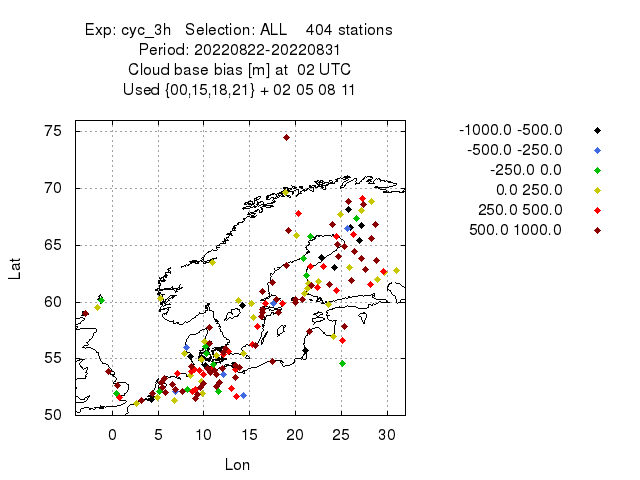 Exp: cyc_3h Selection: ALL 404 stations
Period: 20220822-20220831
Cloud base bias [m] at 02 UTC
Used {00,15,18,21} + 02 05 08 11
-1000.0 -500.0
-500.0 -250.0
-250.0 0.0
0.0 250.0
250.0 500.0
500.0 1000.0
75
70
65
60
55
50
Lat
0 5 10 15 20 25 30
Lon